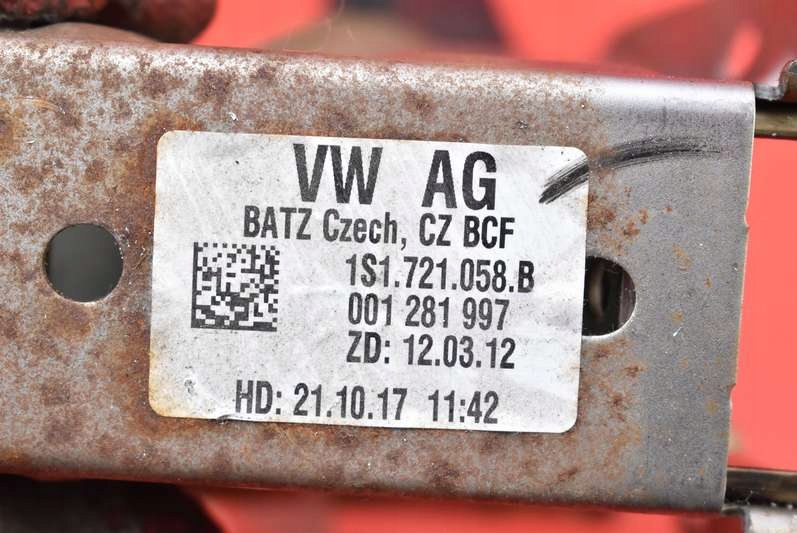 VW AG
BATZ Czech, CZ BCF
1S1.721.058.B
001 281 997
ZD: 12.03.12
HD: 21.10.17 11:42